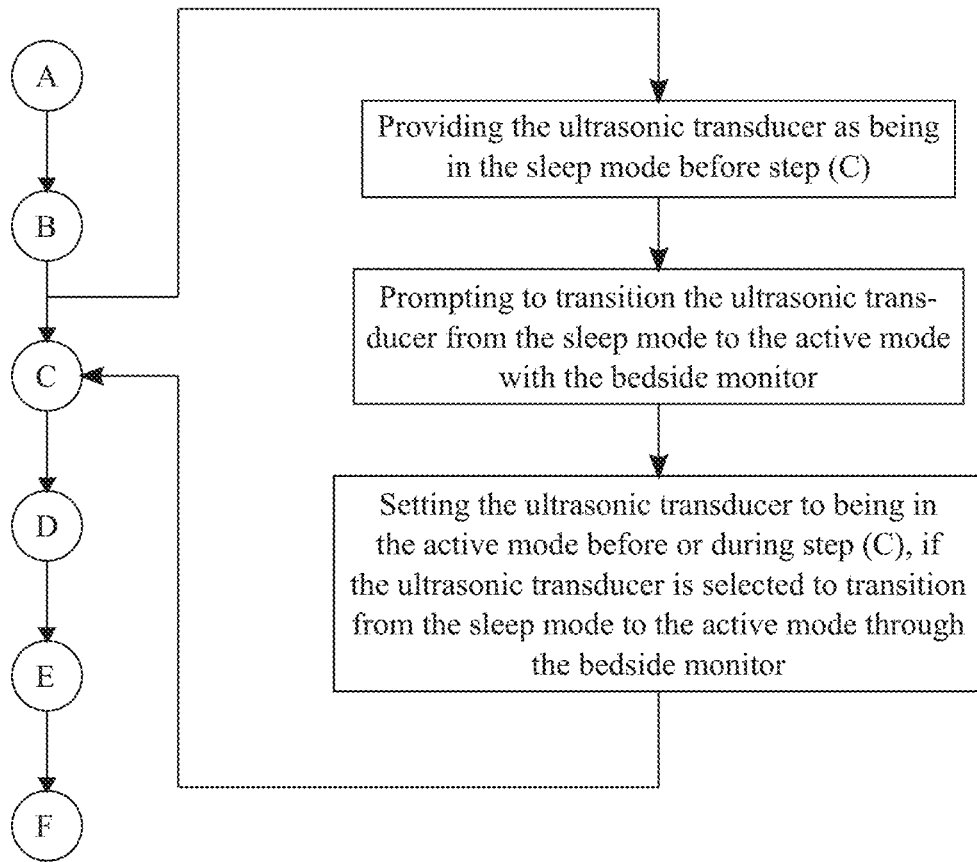 A
B
C
D
E
F
Providing the ultrasonic transducer as being
in the sleep mode before step (C)
Prompting to transition the ultrasonic trans-
ducer from the sleep mode to the active mode
with the bedside monitor
Setting the ultrasonic transducer to being in
the active mode before or during step (C), if
the ultrasonic transducer is selected to transition
from the sleep mode to the active mode through
the bedside monitor